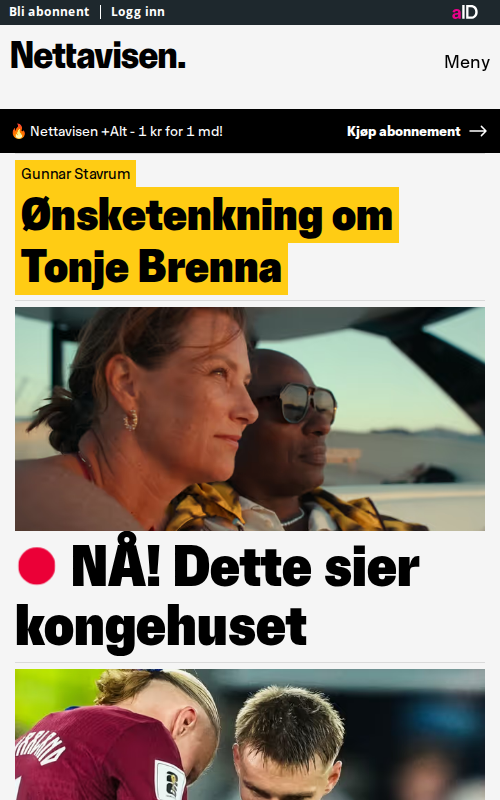 Bli abonnent | Logg inn
aID
Nettavisen.
Meny
🔥 Nettavisen +Alt - 1 kr for 1 md!
Kjøp abonnement →
Gunnar Stavrum
Ønsketenkning om
Tonje Brenna
NÅ! Dette sier
kongehuset